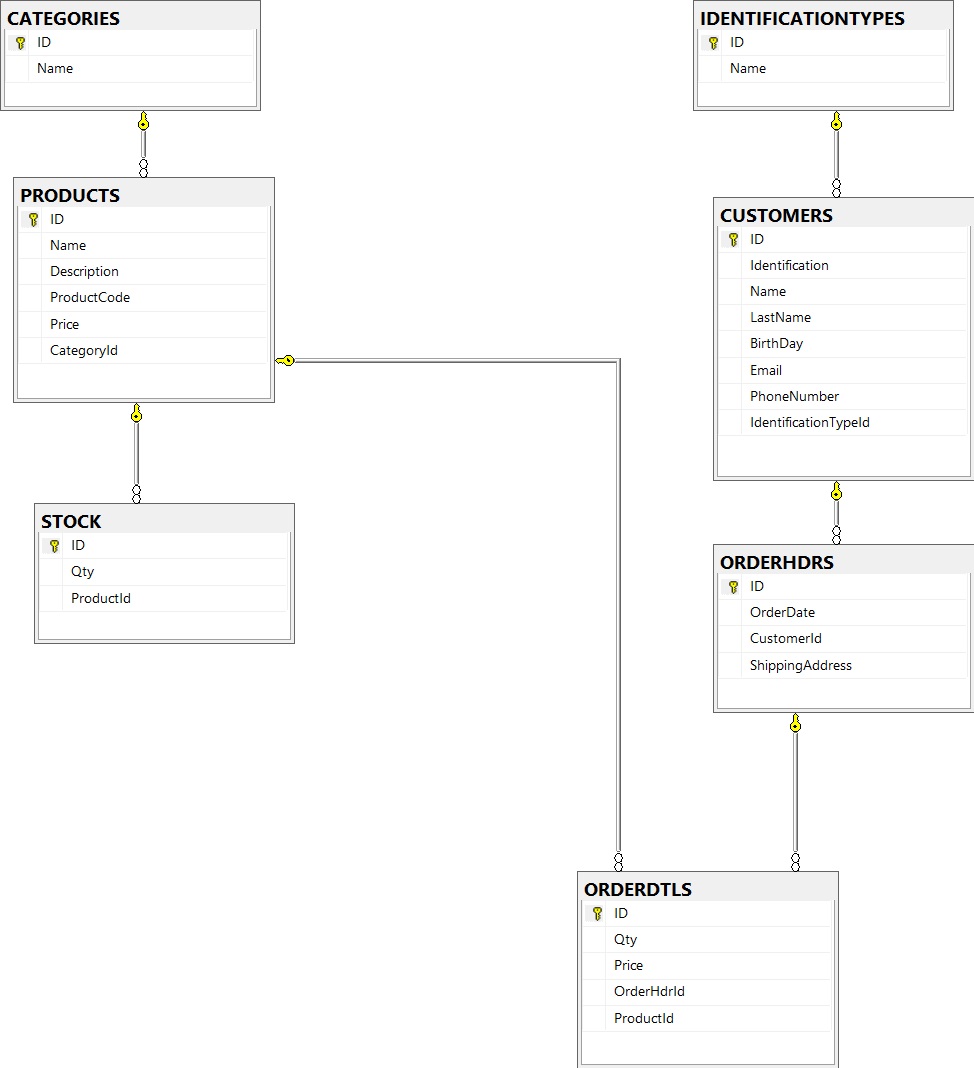 CATEGORIES
ID
Name
IDENTIFICATIONTYPES
ID
Name
PRODUCTS
ID
Name
Description
ProductCode
Price
CategoryId
CUSTOMERS
ID
Identification
Name
LastName
BirthDay
Email
PhoneNumber
IdentificationTypeId
STOCK
ID
Qty
ProductId
ORDERHDRS
ID
OrderDate
CustomerId
ShippingAddress
ORDERDTLS
ID
Qty
Price
OrderHdrId
ProductId